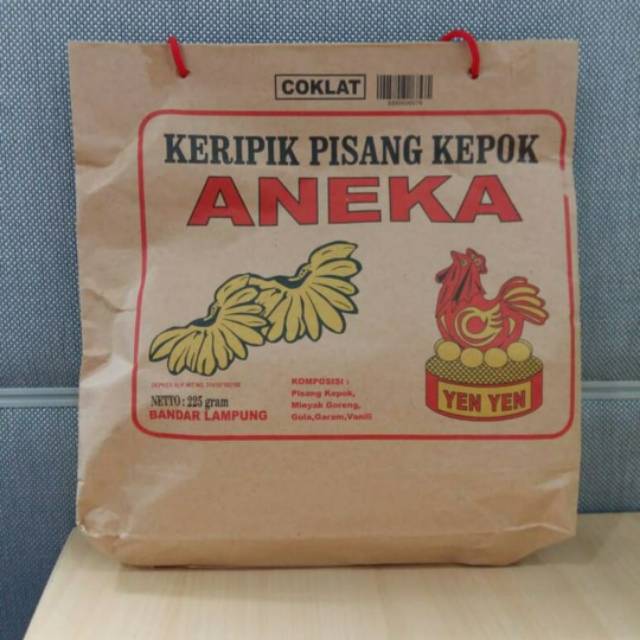 COKLAT
KERIPIK PISANG KEPOK
ANEKA
NETTO : 225 gram
BANDAR LAMPUNG
KOMPOSISI :
Pisang Kepok,
Minyak Goreng,
Gula,Garam,Vanili
YEN YEN